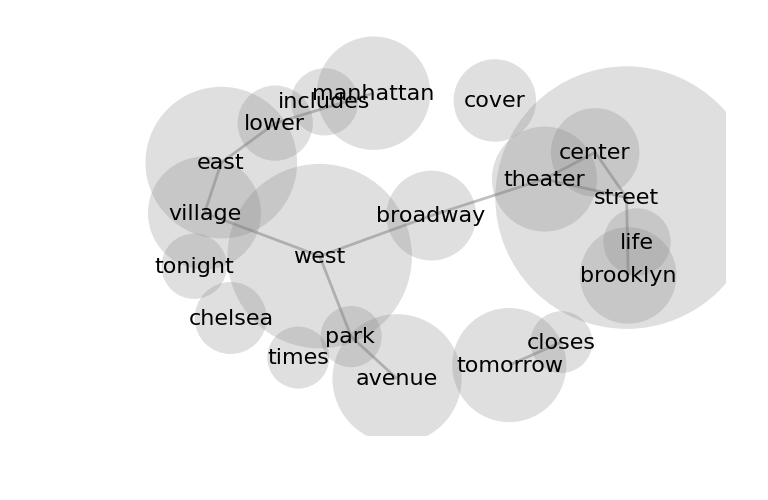 manhattan
includes
cover
lower
center
east
theater
street
village
broadway
life
west
tonight
brooklyn
chelsea
park
closes
times
tomorrow
avenue